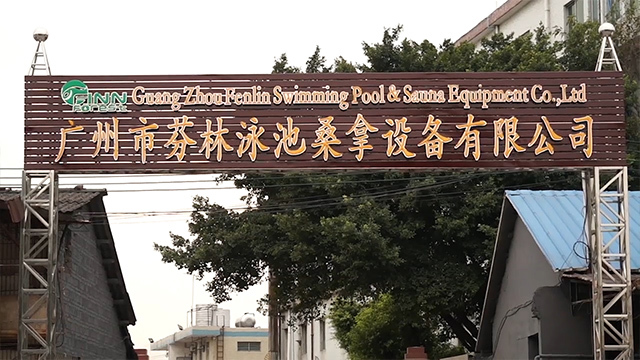 FINN
FOREST
Guang Zhou Fenlin Swimming Pool & Sauna Equipment Co.,Ltd
广州市芬林泳池桑拿设备有限公司